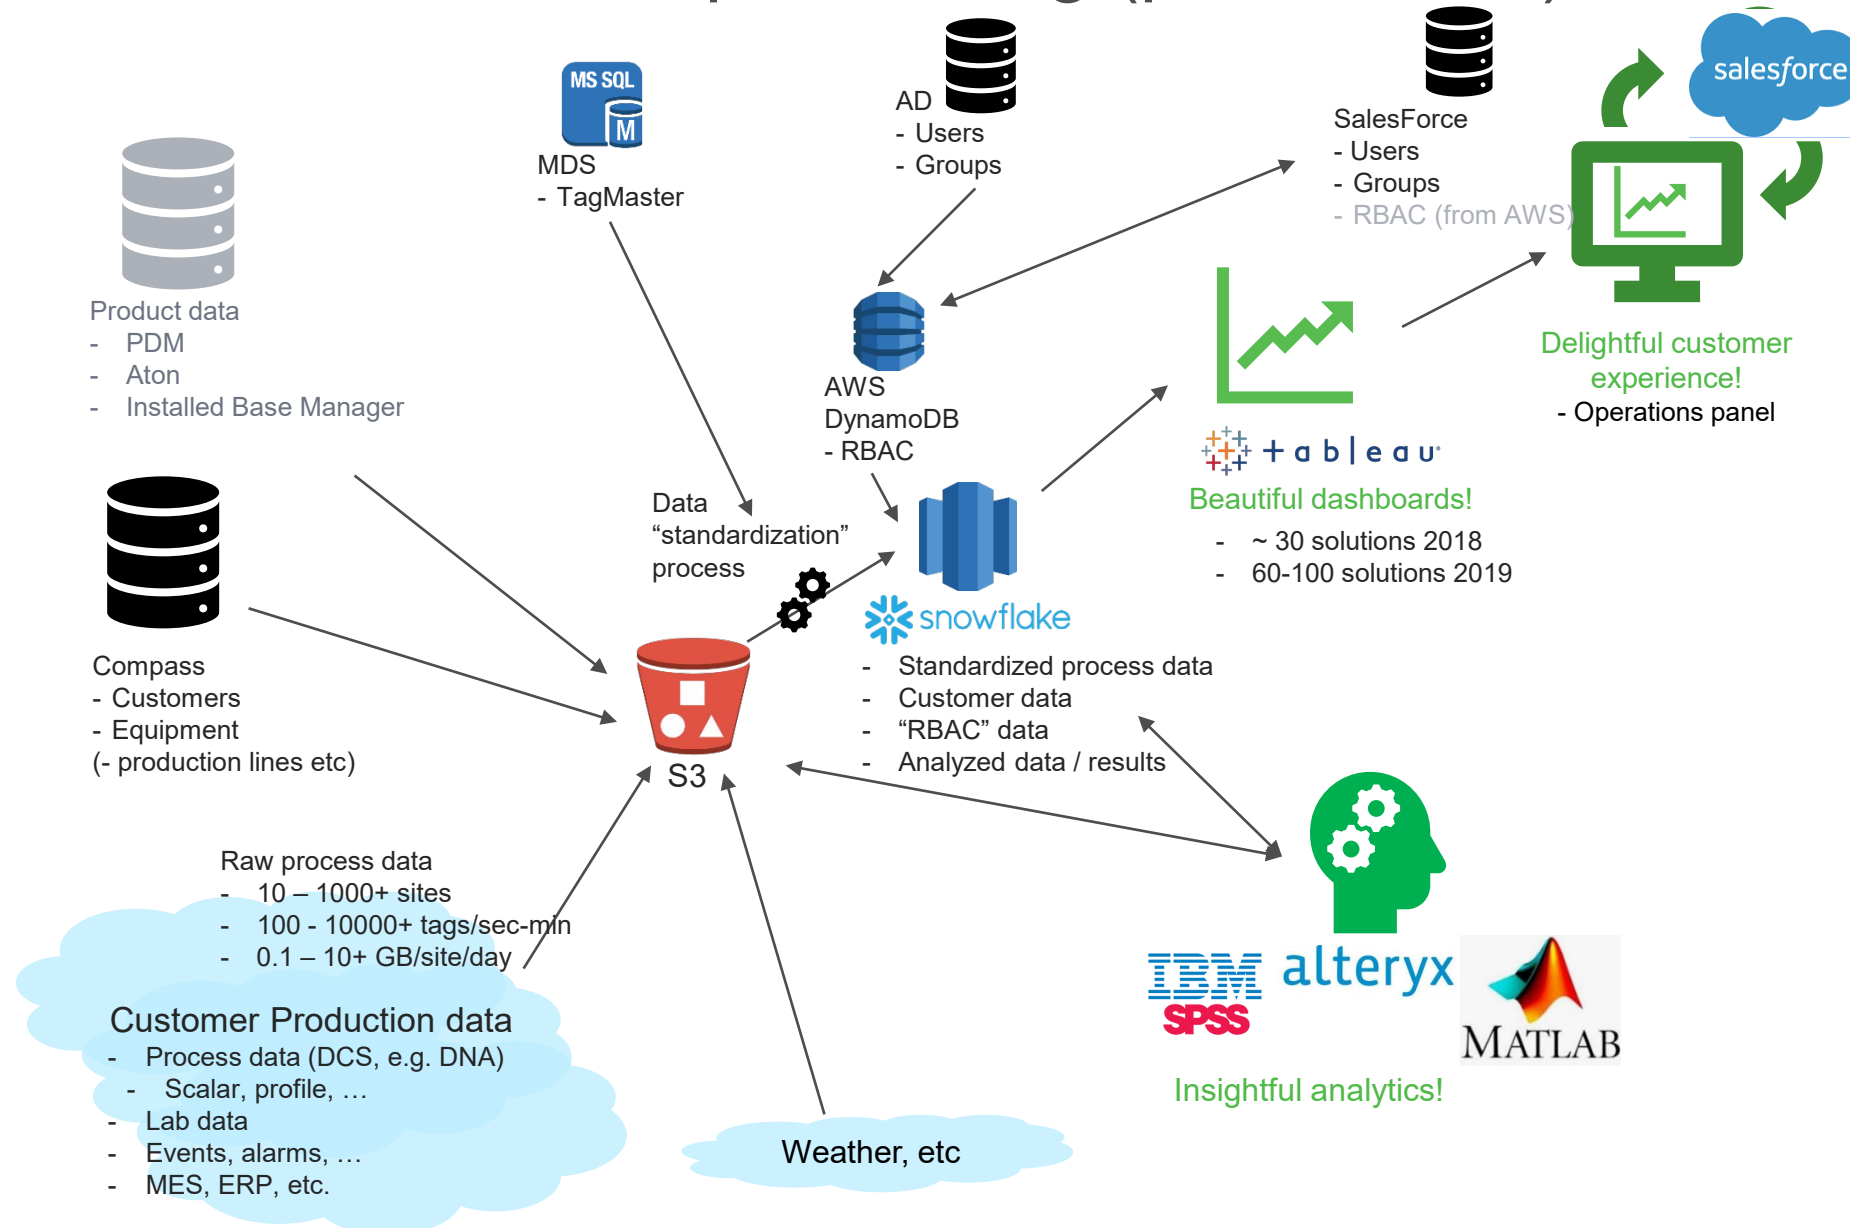 MS SQL
M
MDS
- TagMaster
AD
- Users
- Groups
SalesForce
- Users
- Groups
- RBAC (from AWS)
salesforce
Product data
- PDM
- Aton
- Installed Base Manager
AWS
DynamoDB
- RBAC
Delightful customer
experience!
- Operations panel
+ableau
Beautiful dashboards!
- ~ 30 solutions 2018
- 60-100 solutions 2019
Data
“standardization”
process
snowflake
- Standardized process data
- Customer data
- “RBAC” data
- Analyzed data / results
Compass
- Customers
- Equipment
(- production lines etc)
S3
Raw process data
- 10 – 1000+ sites
- 100 - 10000+ tags/sec-min
- 0.1 – 10+ GB/site/day
Customer Production data
- Process data (DCS, e.g. DNA)
- Scalar, profile, …
- Lab data
- Events, alarms, …
- MES, ERP, etc.
Weather, etc
IBM
SPSS
alteryx
MATLAB
Insightful analytics!